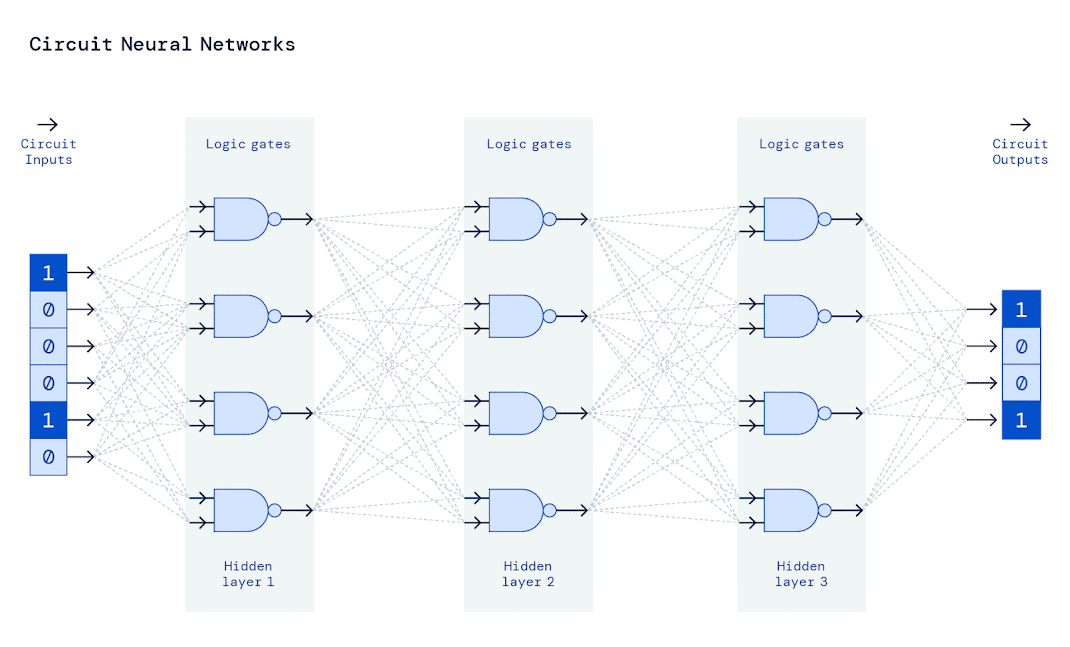 Circuit Neural Networks
Circuit
Inputs
Logic gates
Logic gates
Logic gates
Circuit
Outputs
1
0
0
0
1
0
1
0
0
1
Hidden
layer 1
Hidden
layer 2
Hidden
layer 3